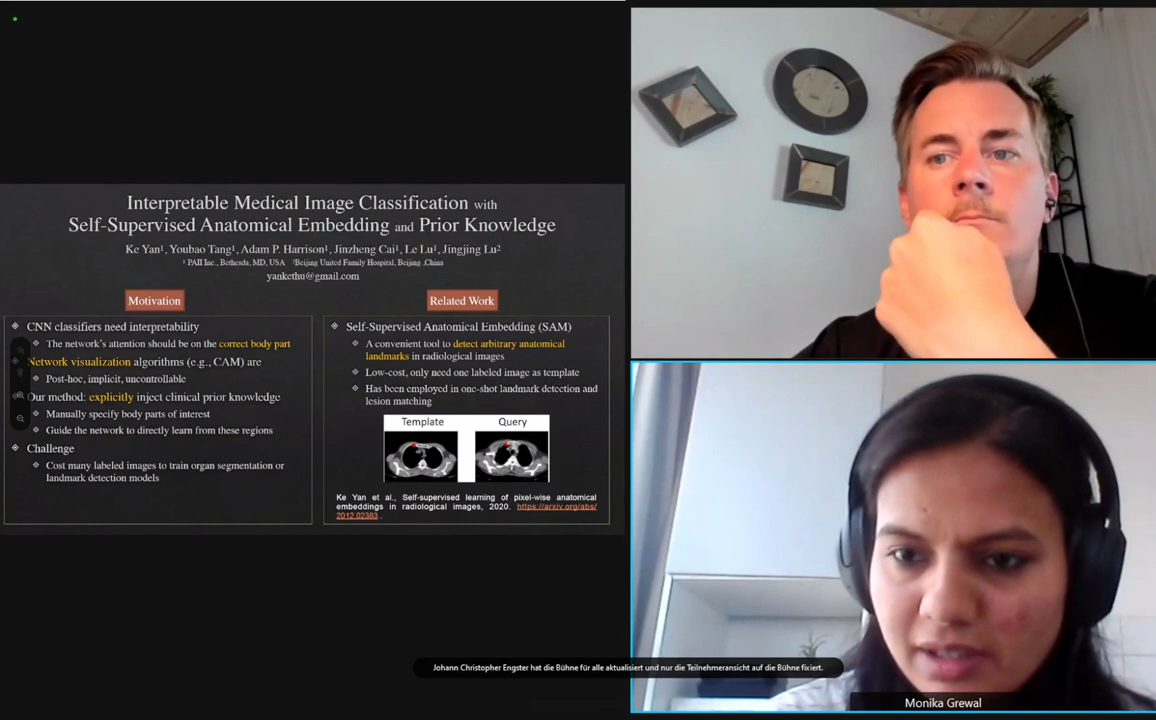 Interpretable Medical Image Classification with
Self-Supervised Anatomical Embedding and Prior Knowledge
Ke Yan¹, Youbao Tang¹, Adam P. Harrison¹, Jinzheng Cai¹, Le Lu¹, Jingjing Lu²
¹ PAII Inc., Bethesda, MD, USA ²Beijing United Family Hospital, Beijing ,China
yankethu@gmail.com
Motivation
CNN classifiers need interpretability
The network's attention should be on the correct body part
Network visualization algorithms (e.g., CAM) are
Post-hoc, implicit, uncontrollable
Our method: explicitly inject clinical prior knowledge
Manually specify body parts of interest
Guide the network to directly learn from these regions
Challenge
Cost many labeled images to train organ segmentation or
landmark detection models
Related Work
Self-Supervised Anatomical Embedding (SAM)
A convenient tool to detect arbitrary anatomical
landmarks in radiological images
Low-cost, only need one labeled image as template
Has been employed in one-shot landmark detection and
lesion matching
Template Query
Ke Yan et al., Self-supervised learning of pixel-wise anatomical
embeddings in radiological images, 2020. https://arxiv.org/abs/
2012.02383 .
Johann Christopher Engster hat die Bühne für alle aktualisiert und nur die Teilnehmeransicht auf die Bühne fixiert.
Monika Grewal